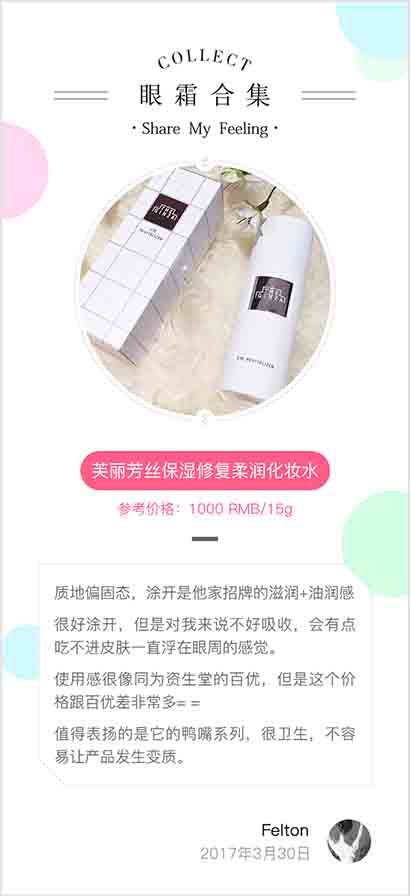 COLLECT
眼霜合集
·Share My Feeling·
EYE REVITALIZER
EYE REVITALIZER
芙丽芳丝保湿修复柔润化妆水
参考价格：1000 RMB/15g
质地偏固态，涂开是他家招牌的滋润+油润感
很好涂开，但是对我来说不好吸收，会有点
吃不进皮肤一直浮在眼周的感觉。
使用感很像同为资生堂的百优，但是这个价
格跟百优差非常多= =
值得表扬的是它的鸭嘴系列，很卫生，不容
易让产品发生变质。
Felton
2017年3月30日